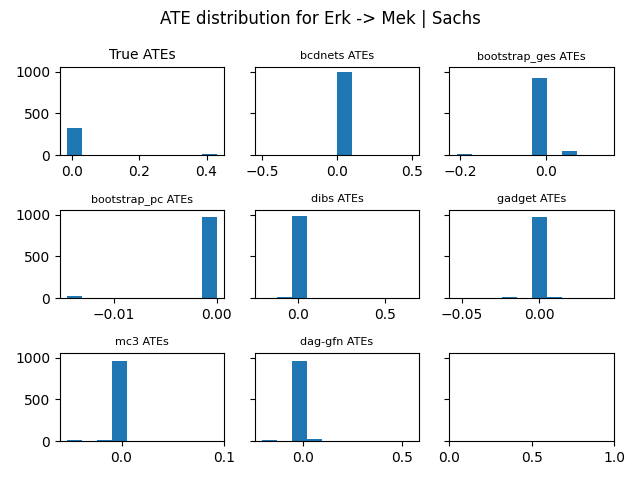 ATE distribution for Erk -> Mek | Sachs
True ATEs
bcdnets ATEs
bootstrap_ges ATEs
1000
500
0
0.0 0.2 0.4
−0.5 0.0 0.5
−0.2 0.0
bootstrap_pc ATEs
dibs ATEs
gadget ATEs
1000
500
0
−0.01 0.00
0.0 0.5
−0.05 0.00
mc3 ATEs
dag-gfn ATEs
1000
500
0
0.0 0.1
0.0 0.5
0.0 0.5 1.0